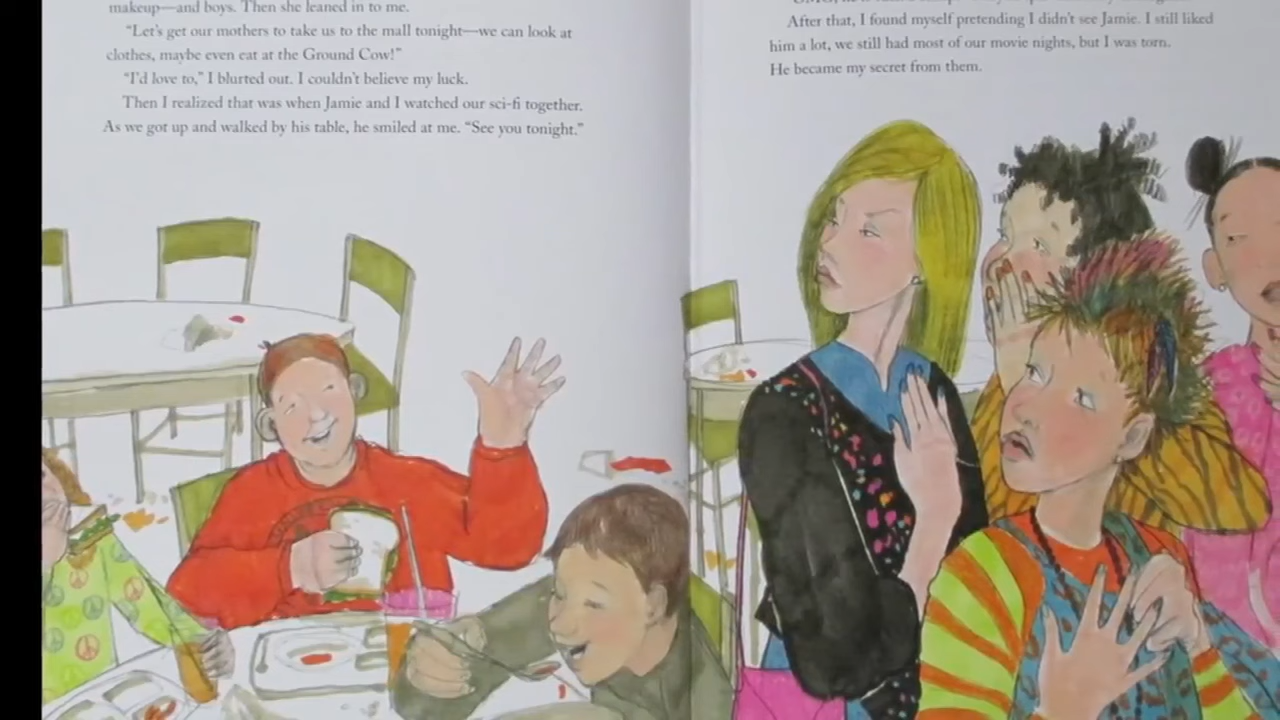 makeup—and boys. Then she leaned in to me.
“Let’s get our mothers to take us to the mall tonight—we can look at
clothes, maybe even eat at the Ground Cow!”
“I’d love to,” I blurted out. I couldn’t believe my luck.
Then I realized that was when Jamie and I watched our sci-fi together.
As we got up and walked by his table, he smiled at me. “See you tonight.”
After that, I found myself pretending I didn’t see Jamie. I still liked
him a lot, we still had most of our movie nights, but I was torn.
He became my secret from them.